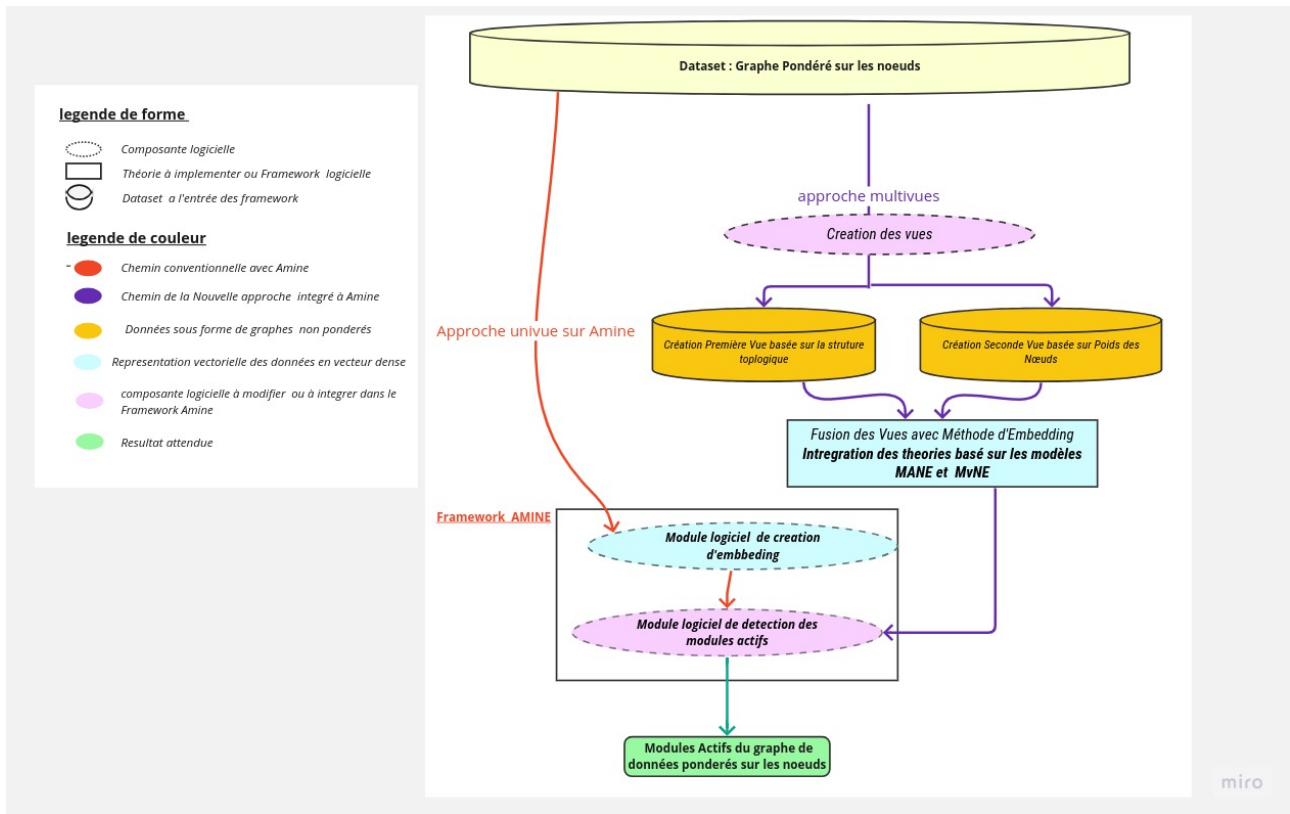 legende de forme
Composante logicielle
Théorie à implementer ou Framework logicielle
Dataset a l'entrée des framework
legende de couleur
Chemin conventionnelle avec Amine
Chemin de la Nouvelle approche integré à Amine
Données sous forme de graphes non ponderés
Representation vectorielle des données en vecteur dense
composante logicielle à modifier ou à integrer dans le
Framework Amine
Resultat attendue
Dataset : Graphe Pondéré sur les noeuds
approche multivues
Creation des vues
Approche univue sur Amine
Création Première Vue basée sur la struture
toplogique
Création Seconde Vue basée sur Poids des
Nœuds
Fusion des Vues avec Méthode d'Embedding
Intregration des theories basé sur les modèles
MANE et MvNE
Framework AMINE
Module logiciel de creation
d'embbeding
Module logiciel de detection des
modules actifs
Modules Actifs du graphe de
données ponderés sur les noeuds
miro